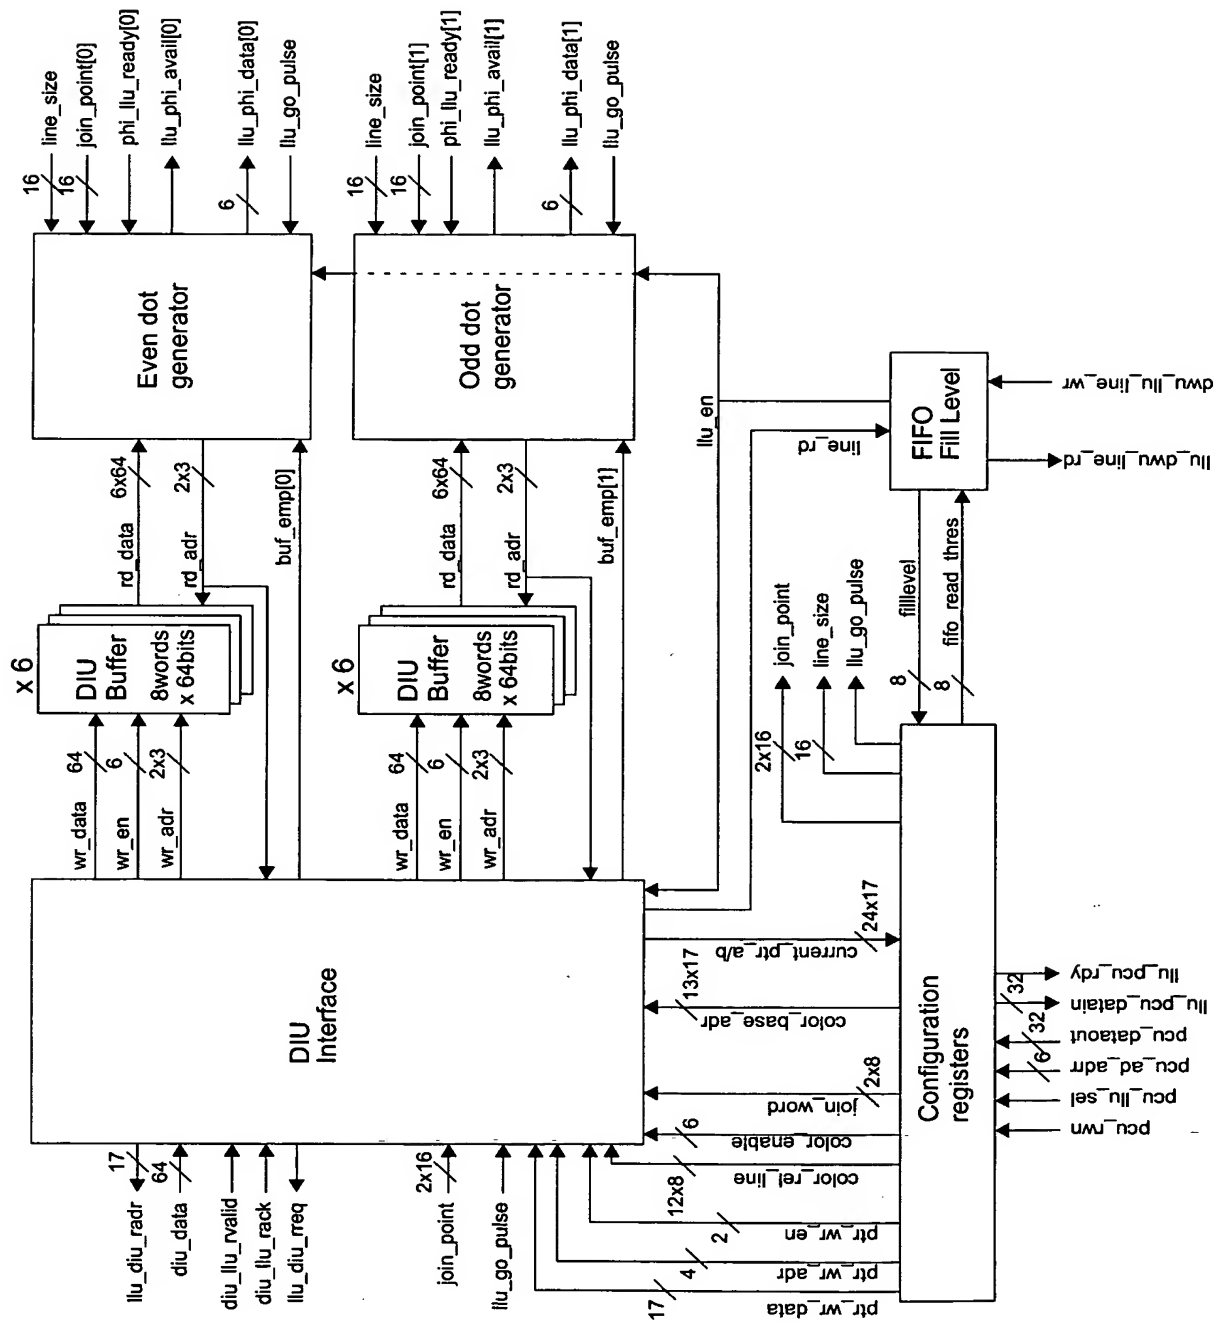 line_size
16
join_point[0]
16
phi_llu_ready[0]
llu_phi_avail[0]
llu_phi_data[0]
6
llu_go_pulse
line_size
16
join_point[1]
16
phi_llu_ready[1]
llu_phi_avail[1]
llu_phi_data[1]
6
llu_go_pulse
Even dot
generator
Odd dot
generator
rd_data
6x64
rd_adr
2x3
buf_emp[0]
rd_data
6x64
rd_adr
2x3
buf_emp[1]
llu_en
line_rd
FIFO
Fill Level
dwu_llu_line_wr
llu_dwu_line_rd
x 6
DIU
Buffer
8words
x 64bits
x 6
DIU
Buffer
8words
x 64bits
join_point
line_size
llu_go_pulse
2x16
16
filllevel
8
fifo_read_thres
8
wr_data
64
wr_en
6
wr_adr
2x3
wr_data
64
wr_en
6
wr_adr
2x3
DIU
Interface
current_ptr_a/b
24x17
color_base_adr
13x17
join_word
2x8
color_enable
6
color_rel_line
12x8
ptr_wr_en
2
ptr_wr_adr
4
ptr_wr_data
17
Configuration
registers
llu_pcu_rdy
llu_pcu_datain
32
pcu_dataout
32
pcu_ad_adrr
6
pcu_llu_sel
pcu_rwn
llu_diu_radr
17
diu_data
64
diu_llu_rvalid
diu_llu_rack
llu_diu_rreq
join_point
2x16
llu_go_pulse